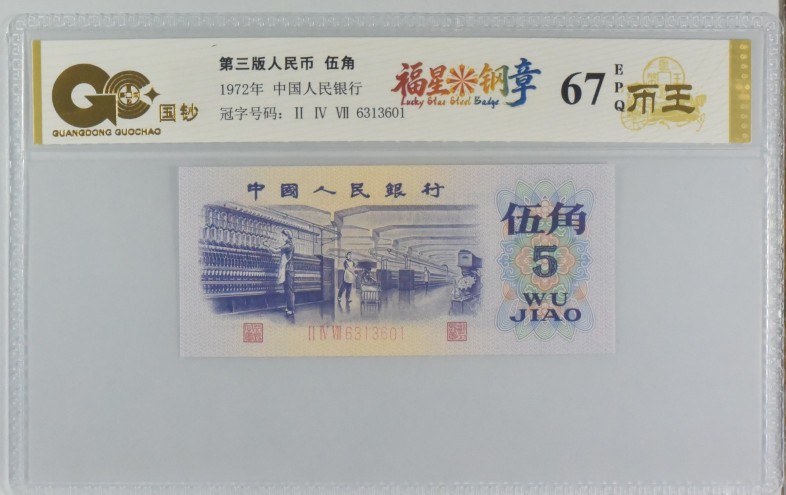 GC
国钞
QUANGDONG GUOCHAO
第三版人民币 伍角
1972年 中国人民银行
冠字号码: II IV VII 6313601
福星钢章
Lucky Star Steel Badge
67
EPQ
币王
中國人民銀行
伍角
5
WU
JIAO
II IV VII 6313601